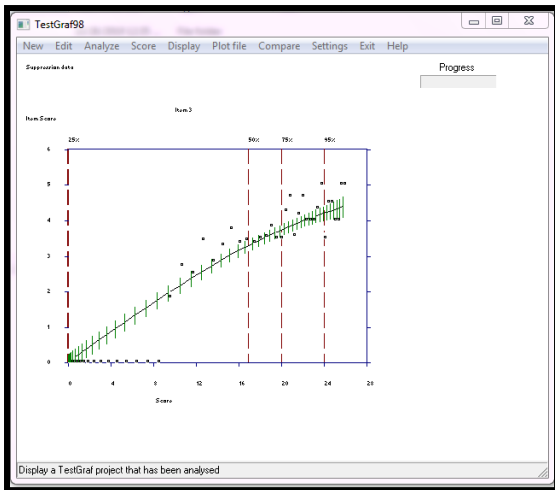 TestGraf98
New Edit Analyze Score Display Plot file Compare Settings Exit Help
Suppression data
Progress
Item 3
Item Score
25% 50% 75% 95%
6
5
4
3
2
1
0
0 4 8 12 16 20 24 28
Score
Display a TestGraf project that has been analysed